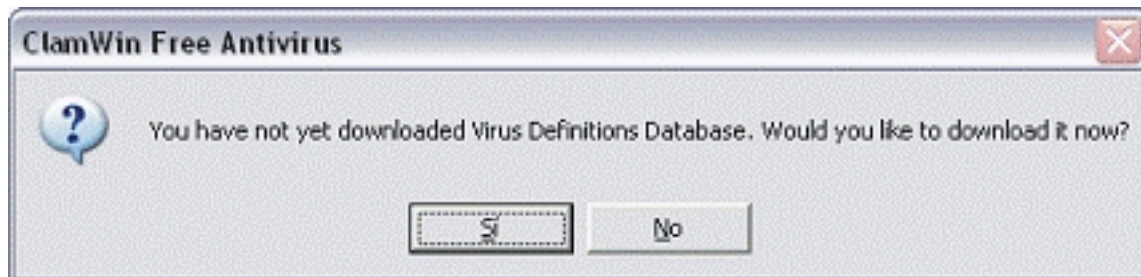 ClamWin Free Antivirus
You have not yet downloaded Virus Definitions Database. Would you like to download it now?
Sí
No